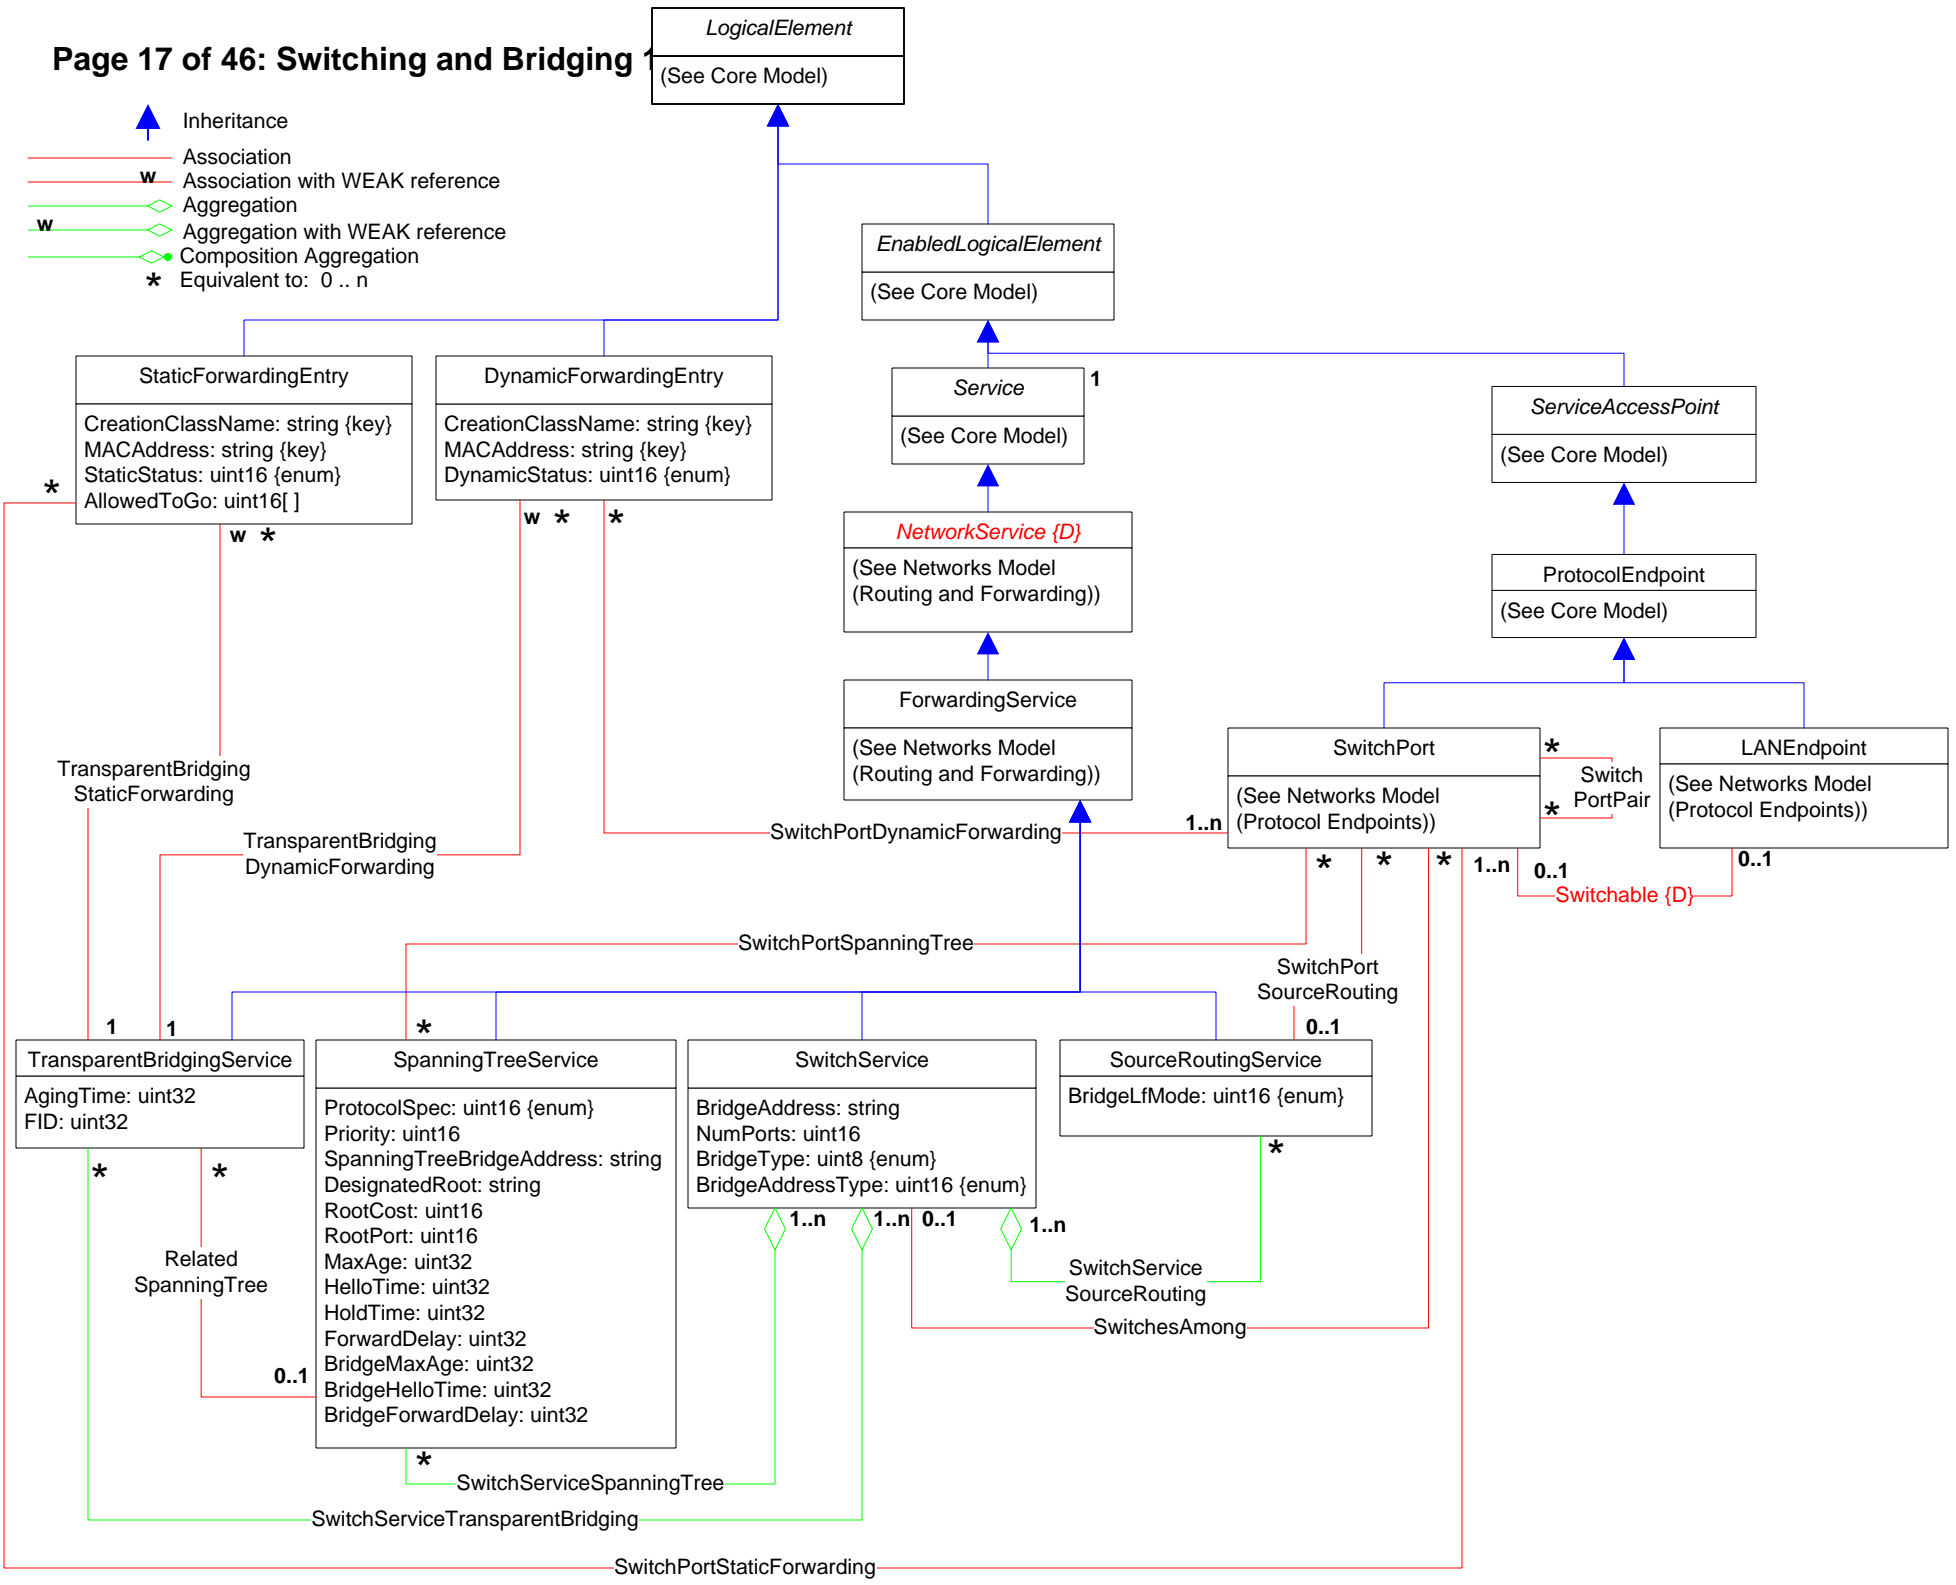 Page 17 of 46: Switching and Bridging 1
LogicalElement
(See Core Model)
Inheritance
Association
w
Association with WEAK reference
Aggregation
w
Aggregation with WEAK reference
Composition Aggregation
* Equivalent to: 0 .. n
EnabledLogicalElement
(See Core Model)
StaticForwardingEntry
CreationClassName: string {key}
MACAddress: string {key}
StaticStatus: uint16 {enum}
AllowedToGo: uint16[ ]
*
w *
DynamicForwardingEntry
CreationClassName: string {key}
MACAddress: string {key}
DynamicStatus: uint16 {enum}
w * *
Service
1
(See Core Model)
ServiceAccessPoint
(See Core Model)
NetworkService {D}
(See Networks Model
(Routing and Forwarding))
ProtocolEndpoint
(See Core Model)
ForwardingService
(See Networks Model
(Routing and Forwarding))
SwitchPort
(See Networks Model
(Protocol Endpoints))
*
Switch
PortPair
*
LANEndpoint
(See Networks Model
(Protocol Endpoints))
TransparentBridging
StaticForwarding
TransparentBridging
DynamicForwarding
SwitchPortDynamicForwarding
1..n
* * * 1..n 0..1
0..1
Switchable {D}
SwitchPortSpanningTree
SwitchPort
SourceRouting
1 1 * 0..1
TransparentBridgingService
AgingTime: uint32
FID: uint32
* *
SpanningTreeService
ProtocolSpec: uint16 {enum}
Priority: uint16
SpanningTreeBridgeAddress: string
DesignatedRoot: string
RootCost: uint16
RootPort: uint16
MaxAge: uint32
HelloTime: uint32
HoldTime: uint32
ForwardDelay: uint32
BridgeMaxAge: uint32
BridgeHelloTime: uint32
BridgeForwardDelay: uint32
SwitchService
BridgeAddress: string
NumPorts: uint16
BridgeType: uint8 {enum}
BridgeAddressType: uint16 {enum}
1..n 1..n 0..1 1..n
SourceRoutingService
BridgeLfMode: uint16 {enum}
*
Related
SpanningTree
0..1
SwitchService
SourceRouting
SwitchesAmong
*
SwitchServiceSpanningTree
SwitchServiceTransparentBridging
SwitchPortStaticForwarding